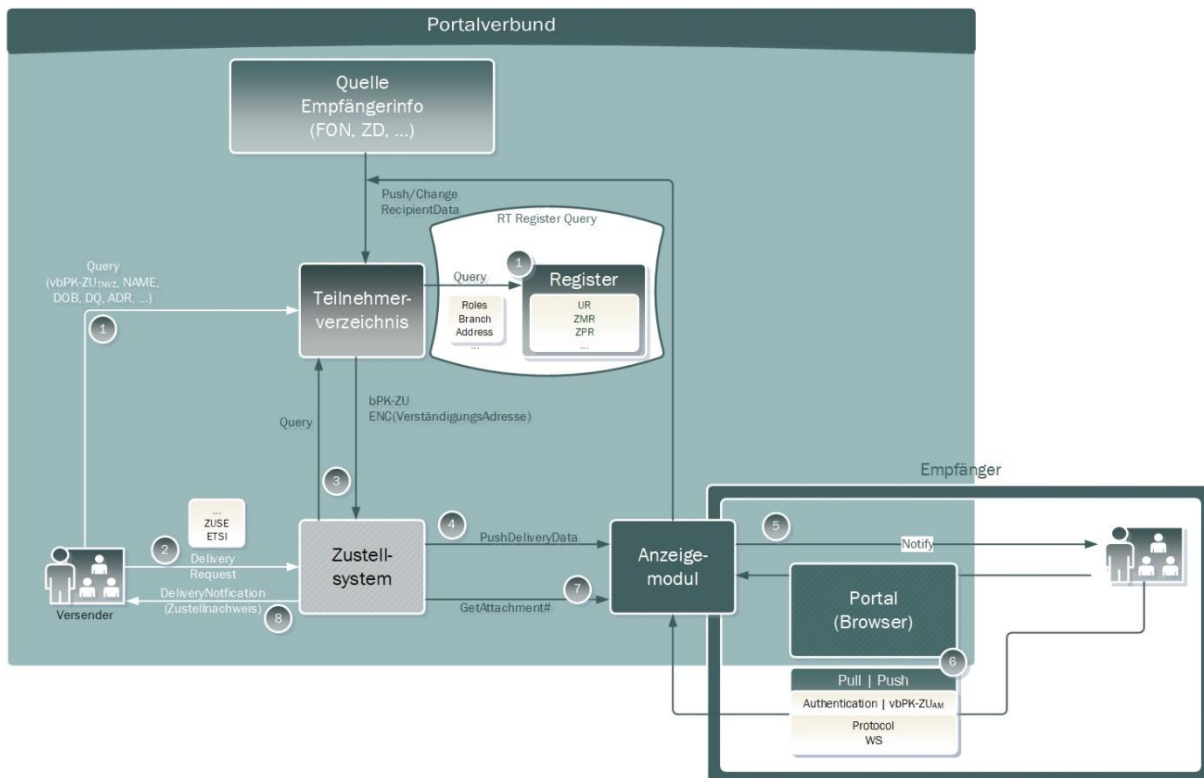 Portalverbund
Quelle
Empfängerinfo
(FON, ZD, ...)
Push/Change
RecipientData
RT Register Query
Query
(vbPK-ZUTNVZ, NAME,
DOB, DQ, ADR, ...)
1
Teilnehmer-
verzeichnis
Query
1
Register
Roles
Branch
Address
...
UR
ZMR
ZPR
...
bPK-ZU
ENC(VerständigungsAdresse)
Query
3
Empfänger
...
ZUSE
ETSI
2
Delivery
Request
Zustell-
system
4
PushDeliveryData
Anzeige-
modul
5
Notify
DeliveryNotfication
(Zustellnachweis)
8
Versender
7
GetAttachment#
Portal
(Browser)
6
Pull | Push
Authentication | vbPK-ZUAM
Protocol
WS